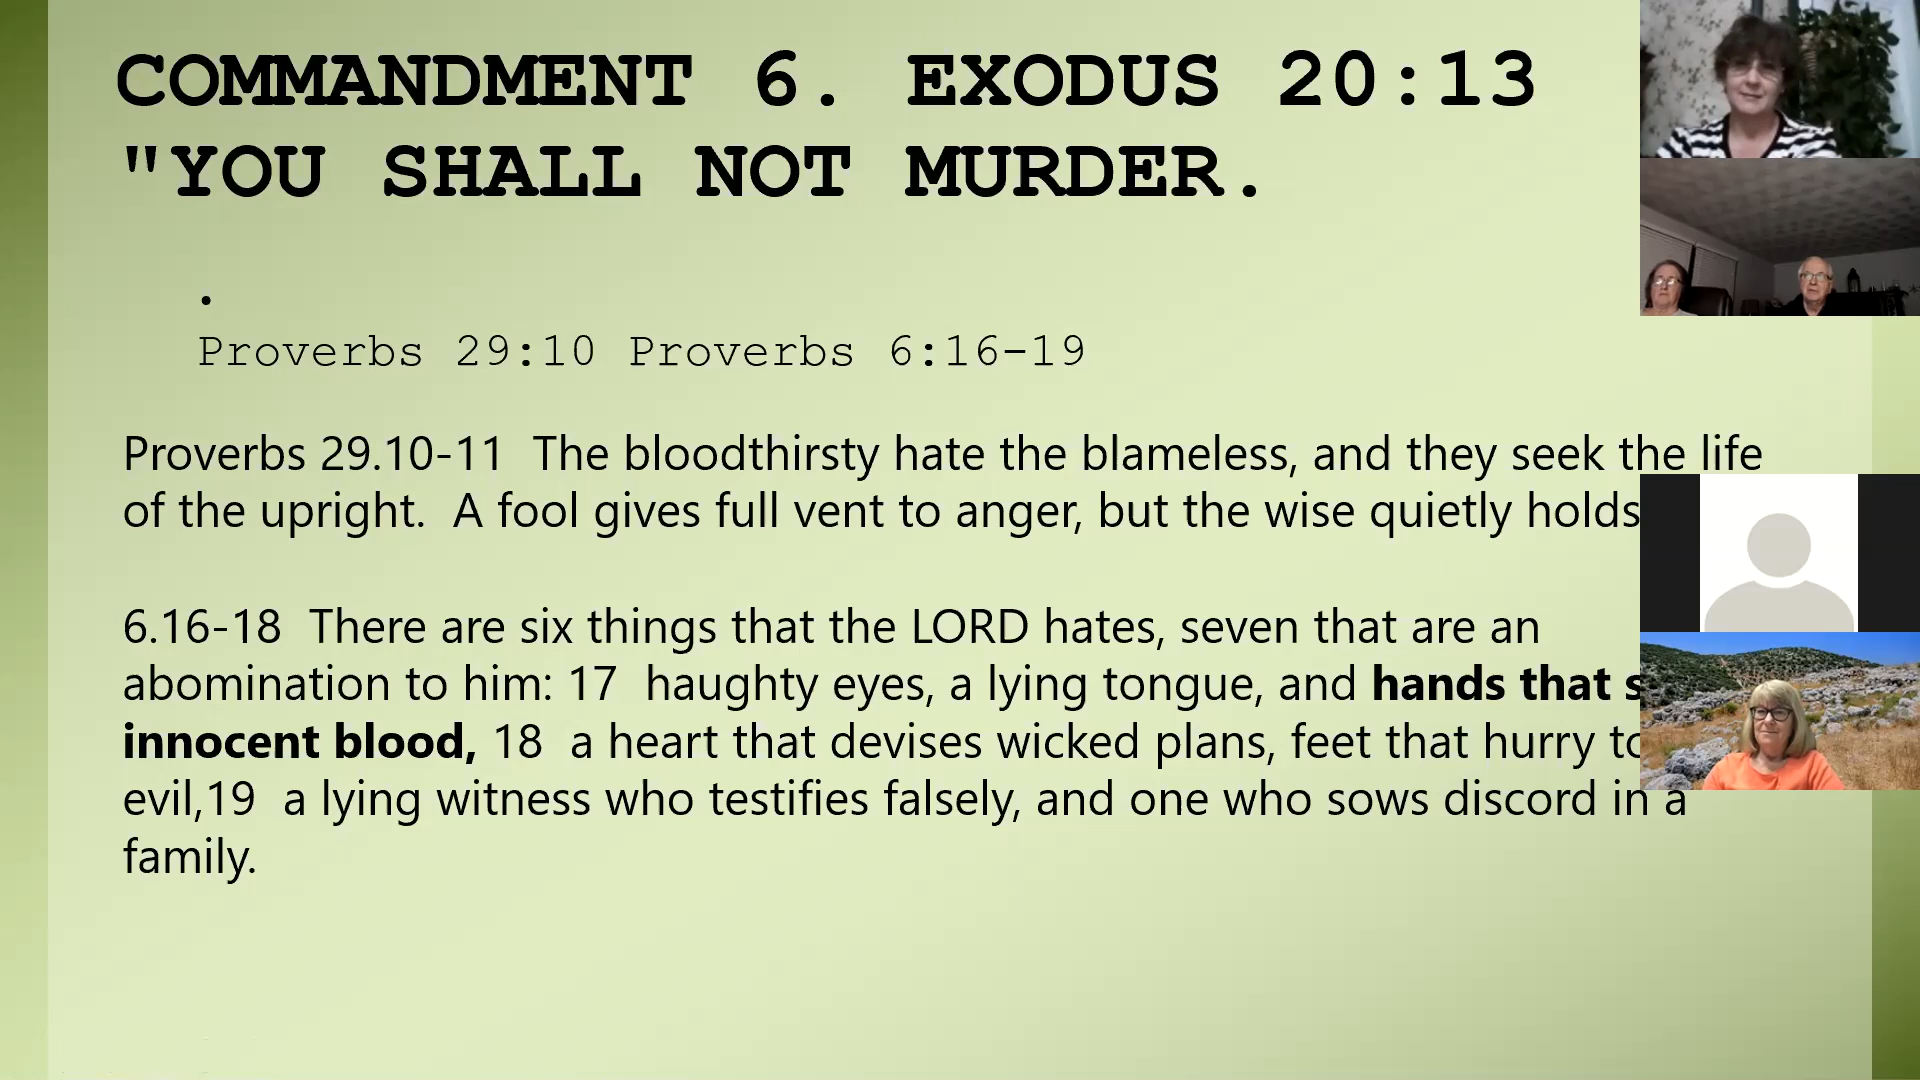 COMMANDMENT 6. EXODUS 20:13
"YOU SHALL NOT MURDER.
.
Proverbs 29:10 Proverbs 6:16-19
Proverbs 29.10-11 The bloodthirsty hate the blameless, and they seek the life
of the upright. A fool gives full vent to anger, but the wise quietly holds
6.16-18 There are six things that the LORD hates, seven that are an
abomination to him: 17 haughty eyes, a lying tongue, and hands that
innocent blood, 18 a heart that devises wicked plans, feet that hurry to
evil,19 a lying witness who testifies falsely, and one who sows discord in a
family.